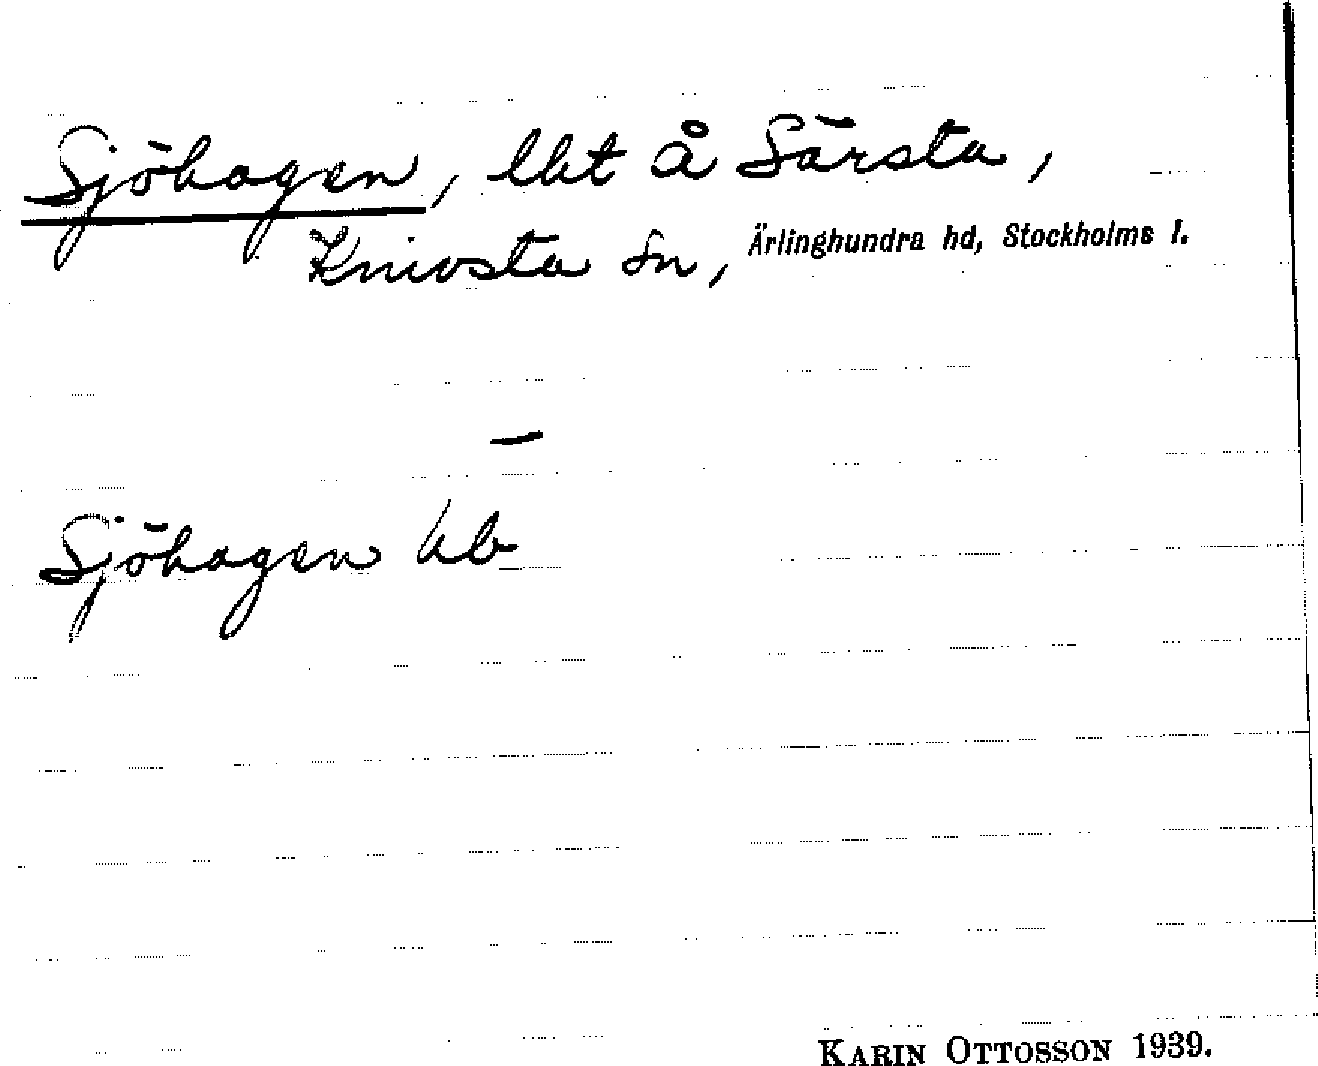 Sjöhagen, lht å Särsta,
Knivsta sn, Ärlinghundra hd, Stockholms l.
—
Sjöhagen hb
KARIN OTTOSSON 1939.